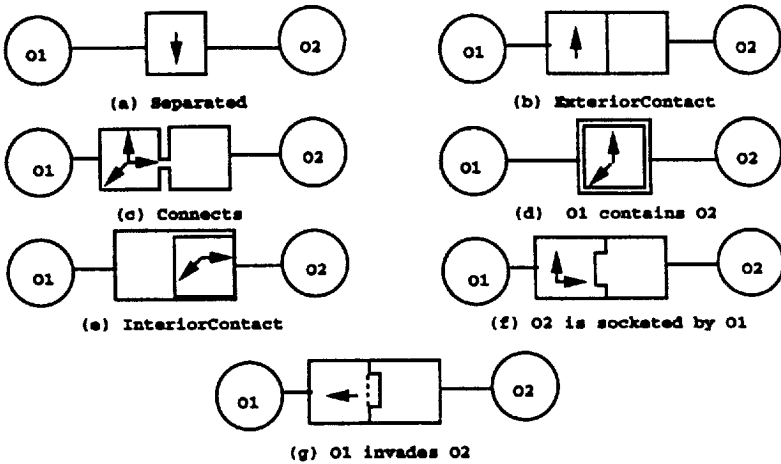 O1 O2 O1 O2
(a) Separated (b) ExteriorContact
O1 O2 O1 O2
(c) Connects (d) O1 contains O2
O1 O2 O1 O2
(e) InteriorContact (f) O2 is socketed by O1
O1 O2
(g) O1 invades O2